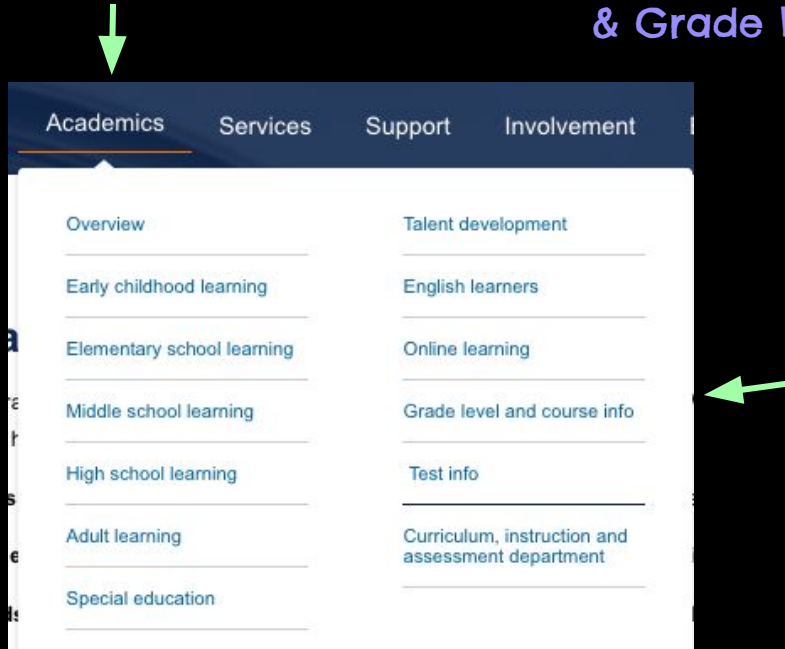 & Grade
Academics Services Support Involvement
Overview
Early childhood learning
Elementary school learning
Middle school learning
High school learning
Adult learning
Special education
Talent development
English learners
Online learning
Grade level and course info
Test info
Curriculum, instruction and
assessment department